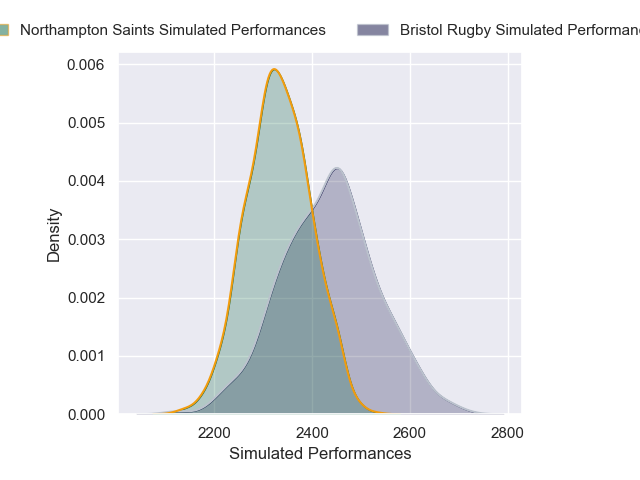 Northampton Saints Simulated Performances
Bristol Rugby Simulated
0.006
0.005
0.004
0.003
0.002
0.001
0.000
Density
2200
2400
2600
2800
Simulated Performances